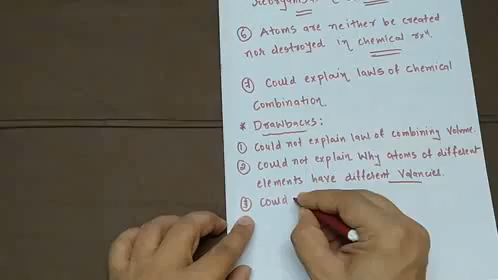 ⑥ Atoms are neither be created
nor destroyed in chemical rxn.
⑦ Could explain laws of chemical
combination.
* Drawbacks:
① Could not explain law of combining volume.
② Could not explain why atoms of different
elements have different valancies.
③ Could